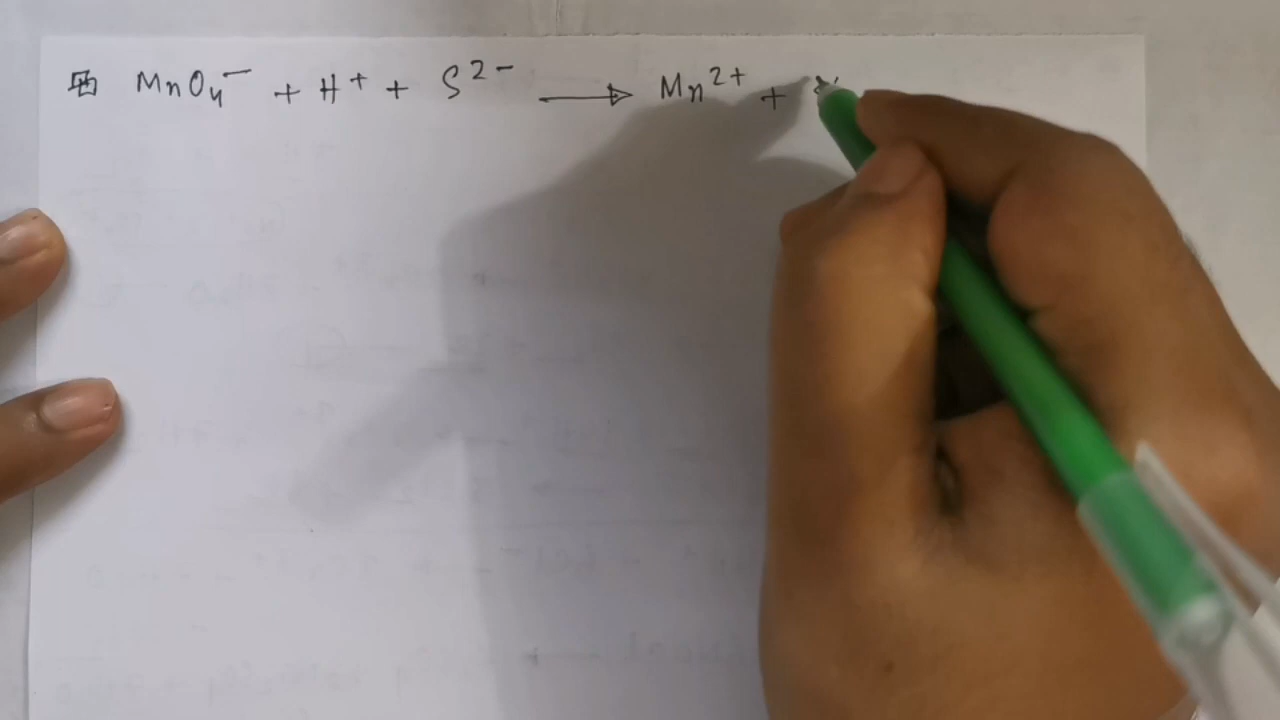 MnO₄⁻ + H⁺ + S²⁻ ⟶ Mn²⁺ +